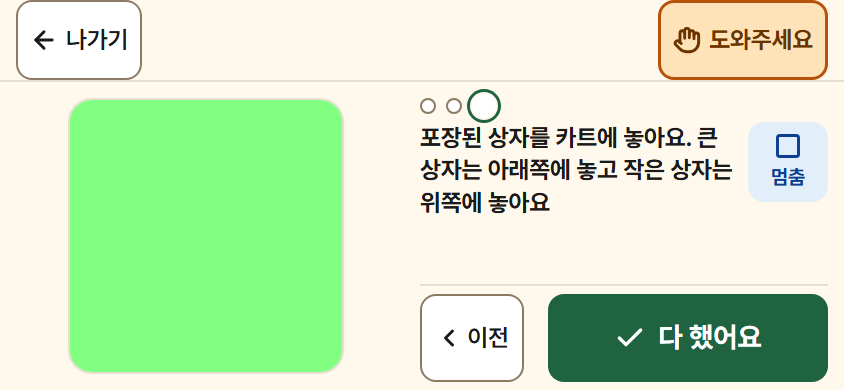 나가기
도와주세요
포장된 상자를 카트에 놓아요. 큰
상자는 아래쪽에 놓고 작은 상자는
위쪽에 놓아요
멈춤
이전
다 했어요